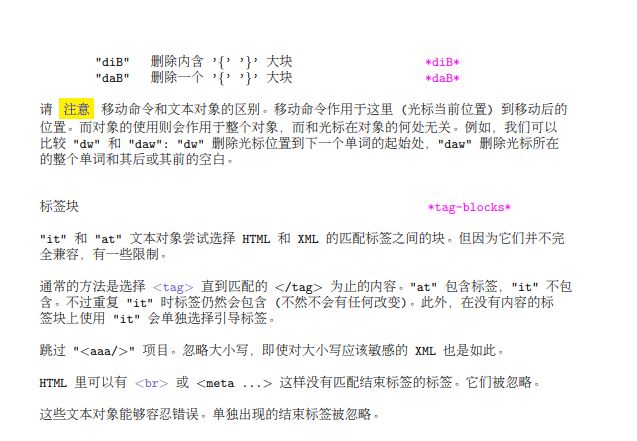 "diB" 删除内含 '{' '}' 大块 *diB*
"daB" 删除一个 '{' '}' 大块 *daB*
请 注意 移动命令和文本对象的区别。移动命令作用于这里 (光标当前位置) 到移动后的
位置。而对象的使用则会作用于整个对象，而和光标在对象的何处无关。例如，我们可以
比较 "dw" 和 "daw": "dw" 删除光标位置到下一个单词的起始处，"daw" 删除光标所在
的整个单词和其后或其前的空白。
标签块 *tag-blocks*
"it" 和 "at" 文本对象尝试选择 HTML 和 XML 的匹配标签之间的块。但因为它们并不完
全兼容，有一些限制。
通常的方法是选择 <tag> 直到匹配的 </tag> 为止的内容。"at" 包含标签，"it" 不包
含。不过重复 "it" 时标签仍然会包含 (不然不会有任何改变)。此外，在没有内容的标
签块上使用 "it" 会单独选择引导标签。
跳过 "<aaa/>" 项目。忽略大小写，即使对大小写应该敏感的 XML 也是如此。
HTML 里可以有 <br> 或 <meta ...> 这样没有匹配结束标签的标签。它们被忽略。
这些文本对象能够容忍错误。单独出现的结束标签被忽略。